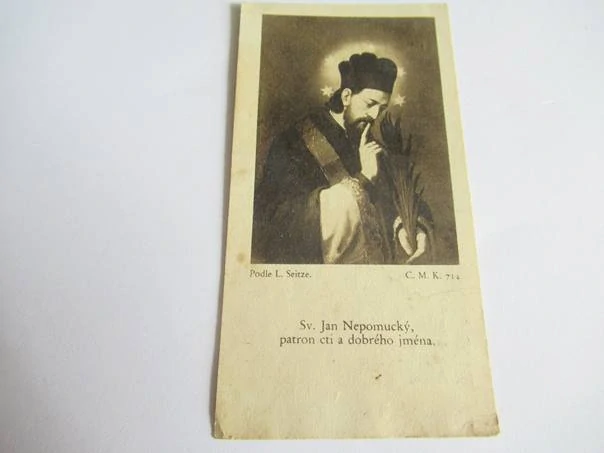 Podle L. Seitze. C. M. K. 714
Sv. Jan Nepomucký,
patron cti a dobrého jména.